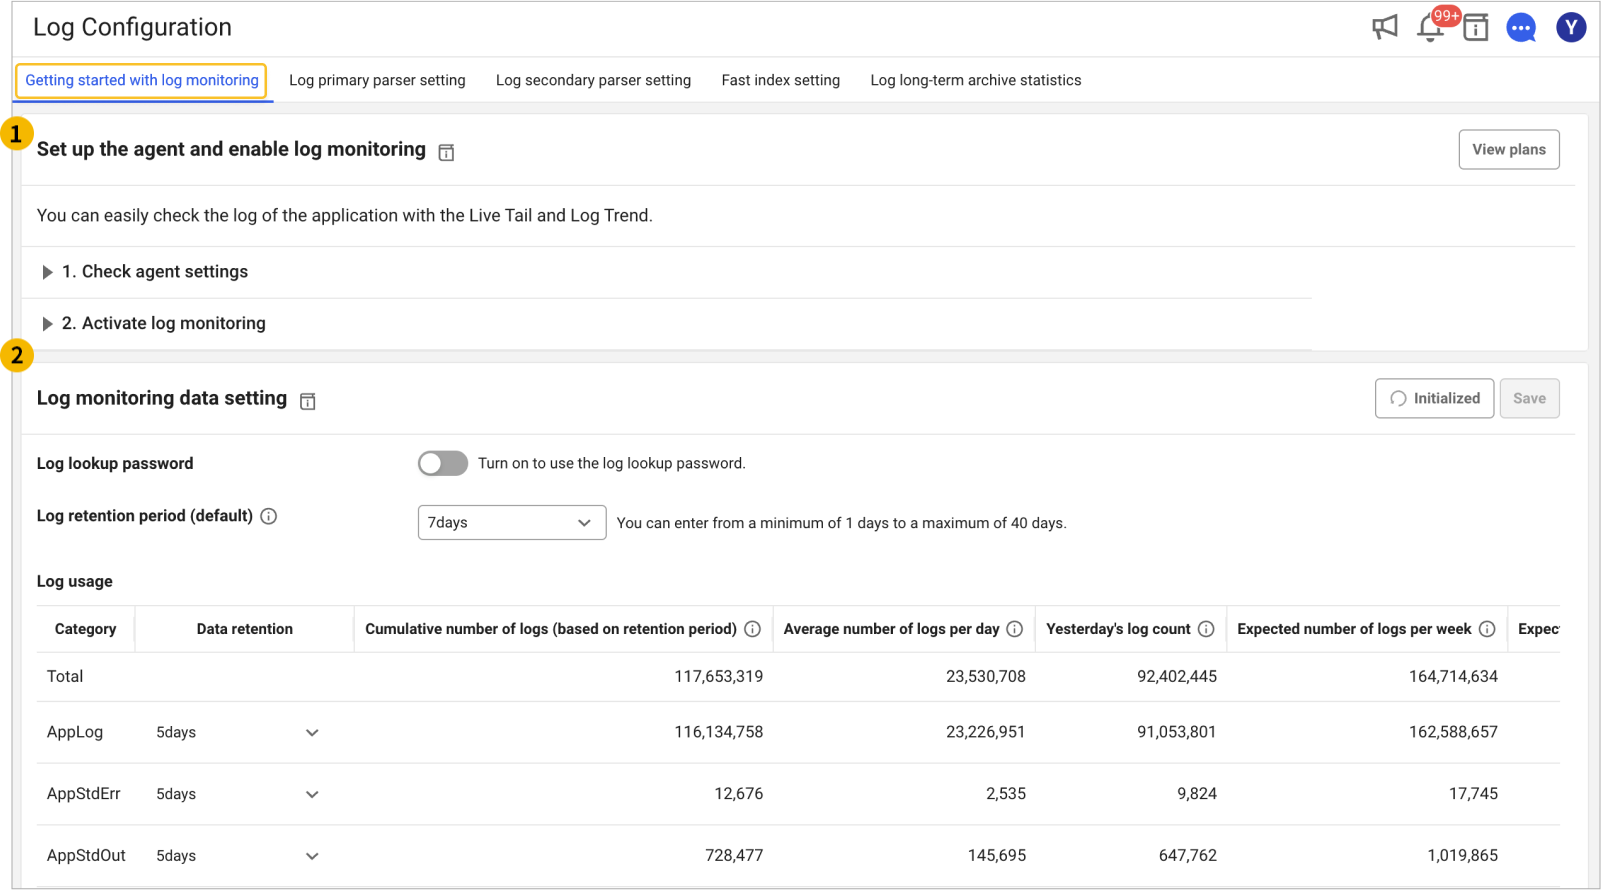 Log Configuration
99+
Y
Getting started with log monitoring
Log primary parser setting
Log secondary parser setting
Fast index setting
Log long-term archive statistics
1
Set up the agent and enable log monitoring
View plans
You can easily check the log of the application with the Live Tail and Log Trend.
1. Check agent settings
2. Activate log monitoring
2
Log monitoring data setting
Initialized
Save
Log lookup password
Turn on to use the log lookup password.
Log retention period (default)
7days
You can enter from a minimum of 1 days to a maximum of 40 days.
Log usage
Category Data retention Cumulative number of logs (based on retention period) Average number of logs per day Yesterday's log count Expected number of logs per week Expec
Total 117,653,319 23,530,708 92,402,445 164,714,634
AppLog 5days 116,134,758 23,226,951 91,053,801 162,588,657
AppStdErr 5days 12,676 2,535 9,824 17,745
AppStdOut 5days 728,477 145,695 647,762 1,019,865